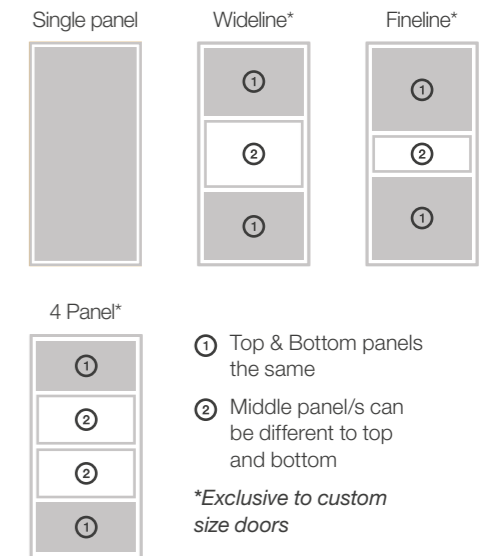 Single panel
Wideline*
Fineline*
①
②
①
①
②
①
4 Panel*
①
②
②
①
① Top & Bottom panels
the same
② Middle panel/s can
be different to top
and bottom
*Exclusive to custom
size doors